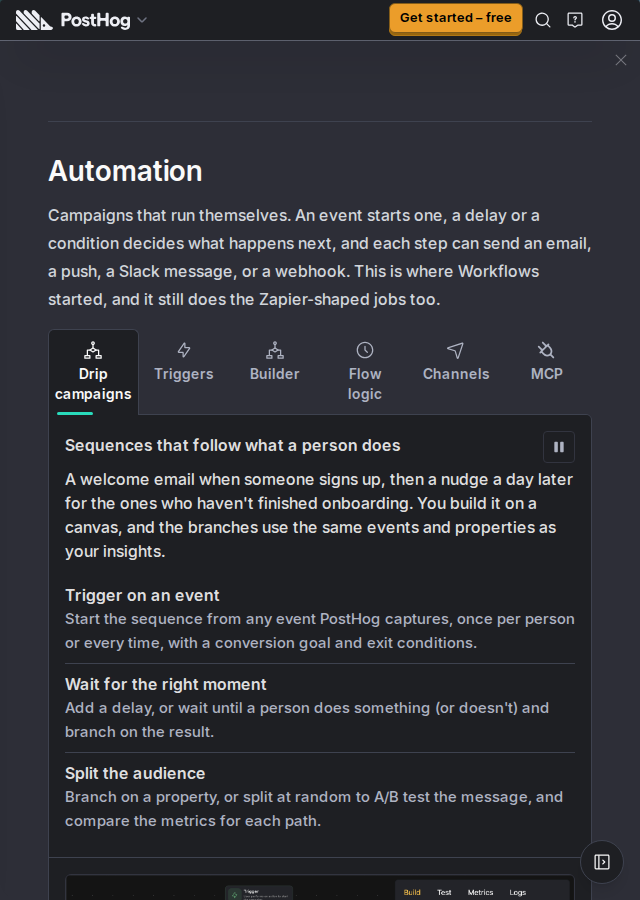 PostHog
Get started – free
Automation
Campaigns that run themselves. An event starts one, a delay or a
condition decides what happens next, and each step can send an email,
a push, a Slack message, or a webhook. This is where Workflows
started, and it still does the Zapier-shaped jobs too.
Drip
campaigns
Triggers
Builder
Flow
logic
Channels
MCP
Sequences that follow what a person does
A welcome email when someone signs up, then a nudge a day later
for the ones who haven't finished onboarding. You build it on a
canvas, and the branches use the same events and properties as
your insights.
Trigger on an event
Start the sequence from any event PostHog captures, once per person
or every time, with a conversion goal and exit conditions.
Wait for the right moment
Add a delay, or wait until a person does something (or doesn't) and
branch on the result.
Split the audience
Branch on a property, or split at random to A/B test the message, and
compare the metrics for each path.
Trigger
Build Test Metrics Logs